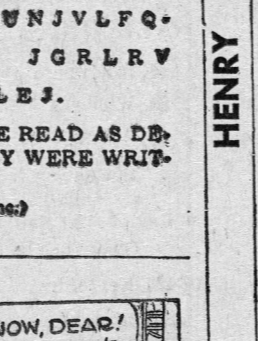 UNJVLFQ-
JGRLRV
LEJ.
E READ AS DE-
Y WERE WRIT-
HENRY
NOW, DEAR!